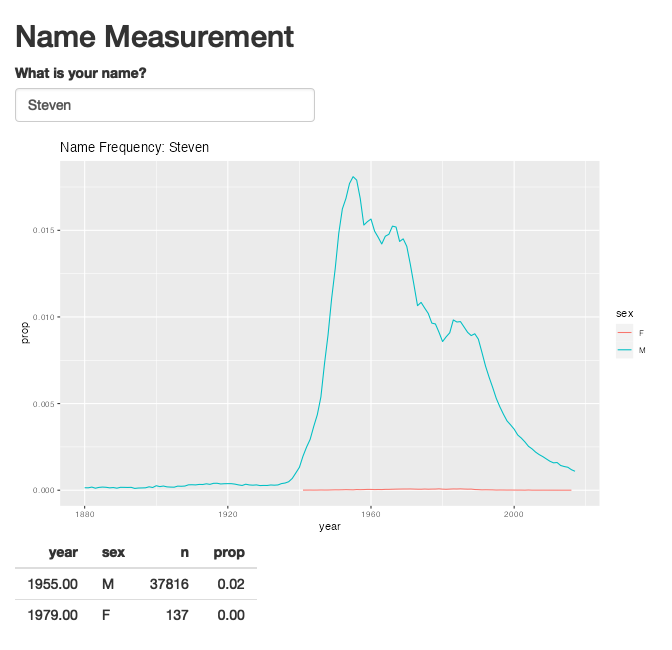 Name Measurement
What is your name?
Steven
Name Frequency: Steven
0.015
0.010
0.005
0.000
prop
1880 1920 1960 2000
year
sex
F
M
year sex n prop
1955.00 M 37816 0.02
1979.00 F 137 0.00